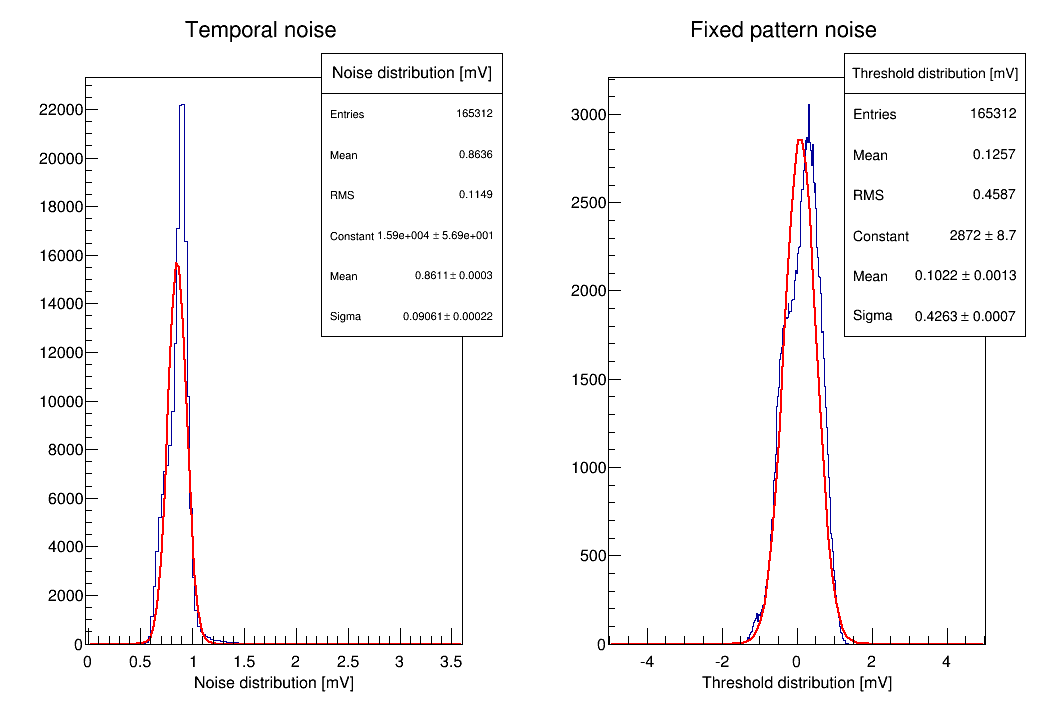 Temporal noise
Noise distribution [mV]
Entries 165312
Mean 0.8636
RMS 0.1149
Constant 1.59e+004 ± 5.69e+001
Mean 0.8611 ± 0.0003
Sigma 0.09061 ± 0.00022
22000
20000
18000
16000
14000
12000
10000
8000
6000
4000
2000
0
0 0.5 1 1.5 2 2.5 3 3.5
Noise distribution [mV]
Fixed pattern noise
Threshold distribution [mV]
Entries 165312
Mean 0.1257
RMS 0.4587
Constant 2872 ± 8.7
Mean 0.1022 ± 0.0013
Sigma 0.4263 ± 0.0007
3000
2500
2000
1500
1000
500
0
-4 -2 0 2 4
Threshold distribution [mV]